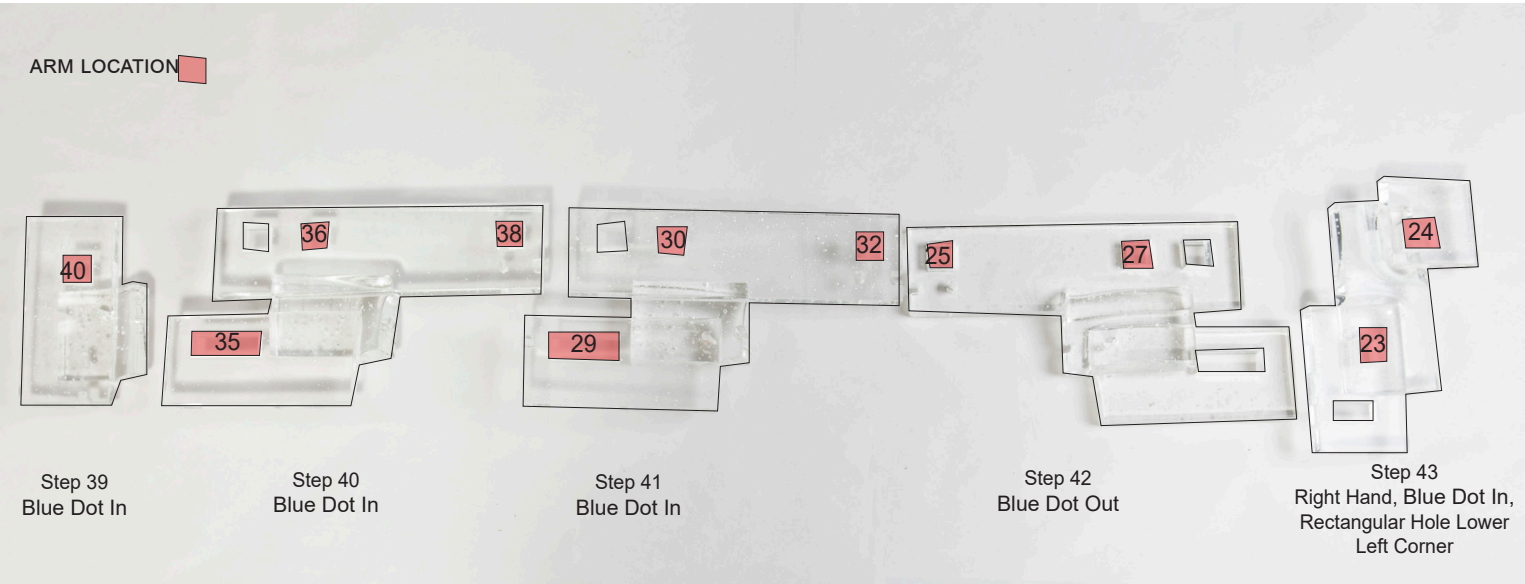 ARM LOCATION
40
36
38
35
30
32
29
25
27
24
23
Step 39
Blue Dot In
Step 40
Blue Dot In
Step 41
Blue Dot In
Step 42
Blue Dot Out
Step 43
Right Hand, Blue Dot In,
Rectangular Hole Lower
Left Corner